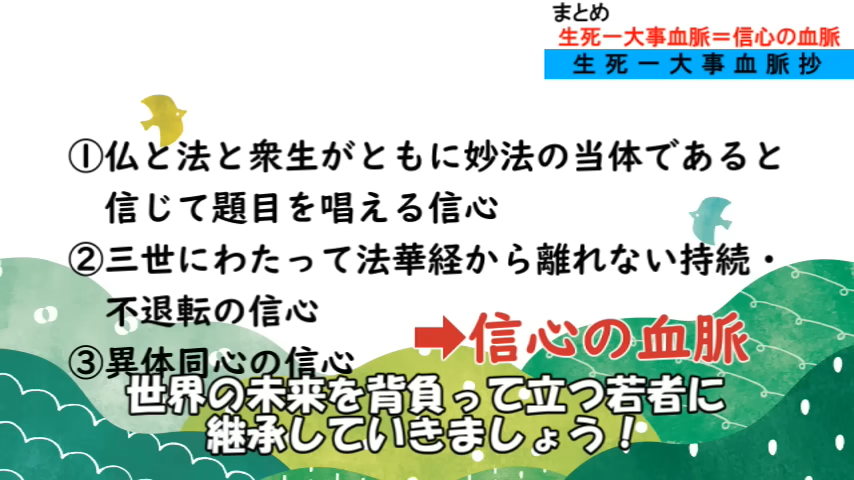 まとめ
生死一大事血脈＝信心の血脈
生死一大事血脈抄
①仏と法と衆生がともに妙法の当体であると
信じて題目を唱える信心
②三世にわたって法華経から離れない持続・
不退転の信心
③異体同心の信心
➡信心の血脈
世界の未来を背負って立つ若者に
継承していきましょう！